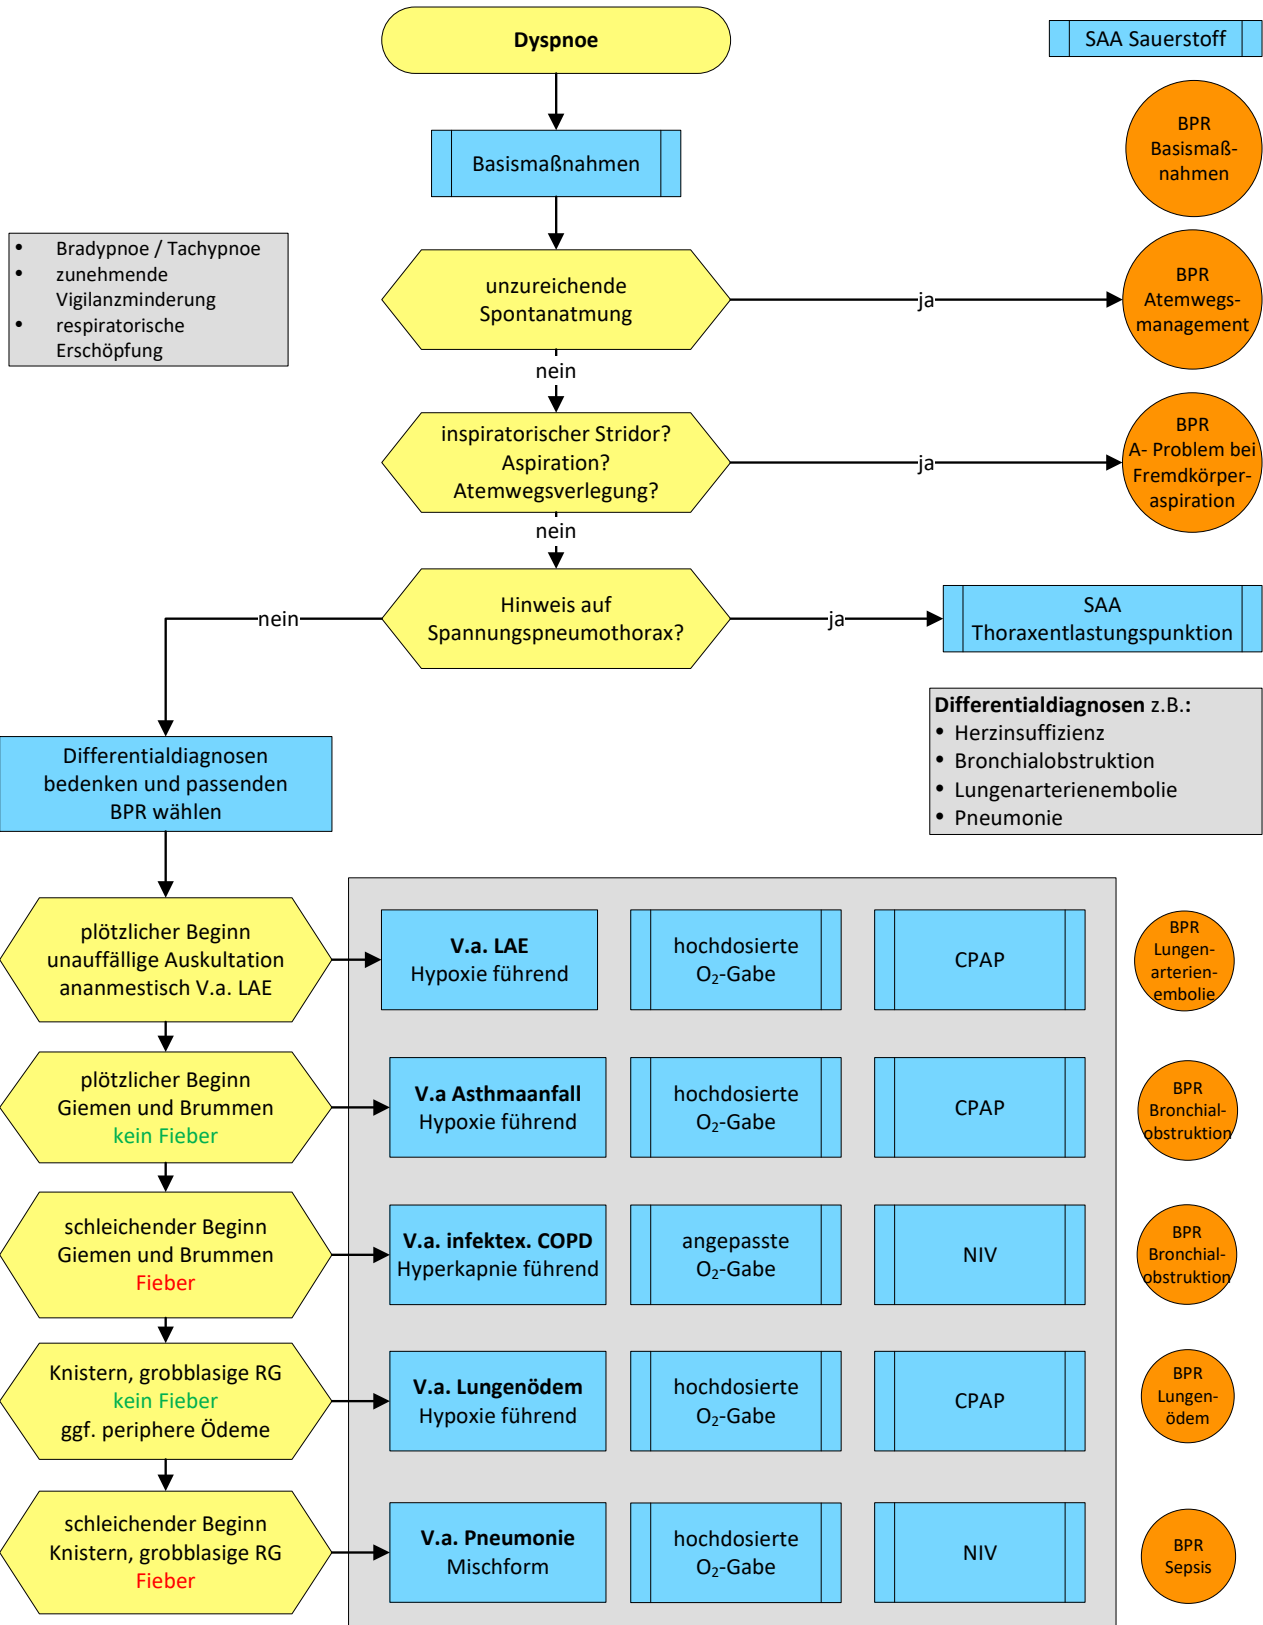 Dyspnoe
SAA Sauerstoff
BPR
Basismaß-
nahmen
Basismaßnahmen
• Bradypnoe / Tachypnoe
• zunehmende
Vigilanzminderung
• respiratorische
Erschöpfung
unzureichende
Spontanatmung
ja
BPR
Atemwegs-
management
nein
inspiratorischer Stridor?
Aspiration?
Atemwegsverlegung?
ja
BPR
A- Problem bei
Fremdkörper-
aspiration
nein
Hinweis auf
Spannungspneumothorax?
nein
ja
SAA
Thoraxentlastungspunktion
Differentialdiagnosen z.B.:
• Herzinsuffizienz
• Bronchialobstruktion
• Lungenarterienembolie
• Pneumonie
Differentialdiagnosen
bedenken und passenden
BPR wählen
plötzlicher Beginn
unauffällige Auskultation
ananmestisch V.a. LAE
V.a. LAE
Hypoxie führend
hochdosierte
O₂-Gabe
CPAP
BPR
Lungen-
arterien-
embolie
plötzlicher Beginn
Giemen und Brummen
kein Fieber
V.a Asthmaanfall
Hypoxie führend
hochdosierte
O₂-Gabe
CPAP
BPR
Bronchial-
obstruktion
schleichender Beginn
Giemen und Brummen
Fieber
V.a. infektex. COPD
Hyperkapnie führend
angepasste
O₂-Gabe
NIV
BPR
Bronchial-
obstruktion
Knistern, grobblasige RG
kein Fieber
ggf. periphere Ödeme
V.a. Lungenödem
Hypoxie führend
hochdosierte
O₂-Gabe
CPAP
BPR
Lungen-
ödem
schleichender Beginn
Knistern, grobblasige RG
Fieber
V.a. Pneumonie
Mischform
hochdosierte
O₂-Gabe
NIV
BPR
Sepsis